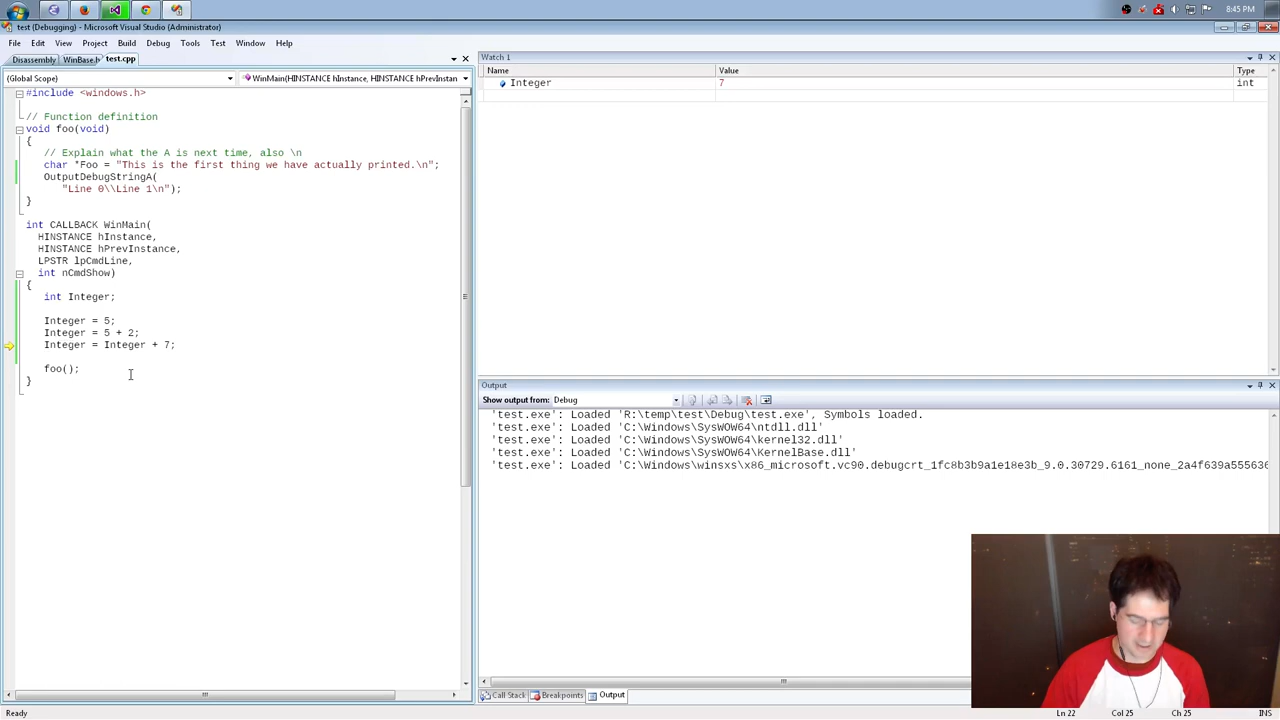 8:45 PM
test (Debugging) - Microsoft Visual Studio (Administrator)
File Edit View Project Build Debug Tools Test Window Help
Disassembly WinBase.h test.cpp
(Global Scope) WinMain(HINSTANCE hInstance, HINSTANCE hPrevInstan
#include <windows.h>
// Function definition
void foo(void)
{
// Explain what the A is next time, also \n
char *Foo = "This is the first thing we have actually printed.\n";
OutputDebugStringA(
"Line 0\\Line 1\n");
}
int CALLBACK WinMain(
HINSTANCE hInstance,
HINSTANCE hPrevInstance,
LPSTR lpCmdLine,
int nCmdShow)
{
int Integer;
Integer = 5;
Integer = 5 + 2;
Integer = Integer + 7;
foo();
}
Watch 1
Name Value Type
Integer 7 int
Output
Show output from: Debug
'test.exe': Loaded 'R:\temp\test\Debug\test.exe', Symbols loaded.
'test.exe': Loaded 'C:\Windows\SysWOW64\ntdll.dll'
'test.exe': Loaded 'C:\Windows\SysWOW64\kernel32.dll'
'test.exe': Loaded 'C:\Windows\SysWOW64\KernelBase.dll'
'test.exe': Loaded 'C:\Windows\winsxs\x86_microsoft.vc90.debugcrt_1fc8b3b9a1e18e3b_9.0.30729.6161_none_2a4f639a555636
Call Stack Breakpoints Output
Ready Ln 22 Col 25 Ch 25 INS